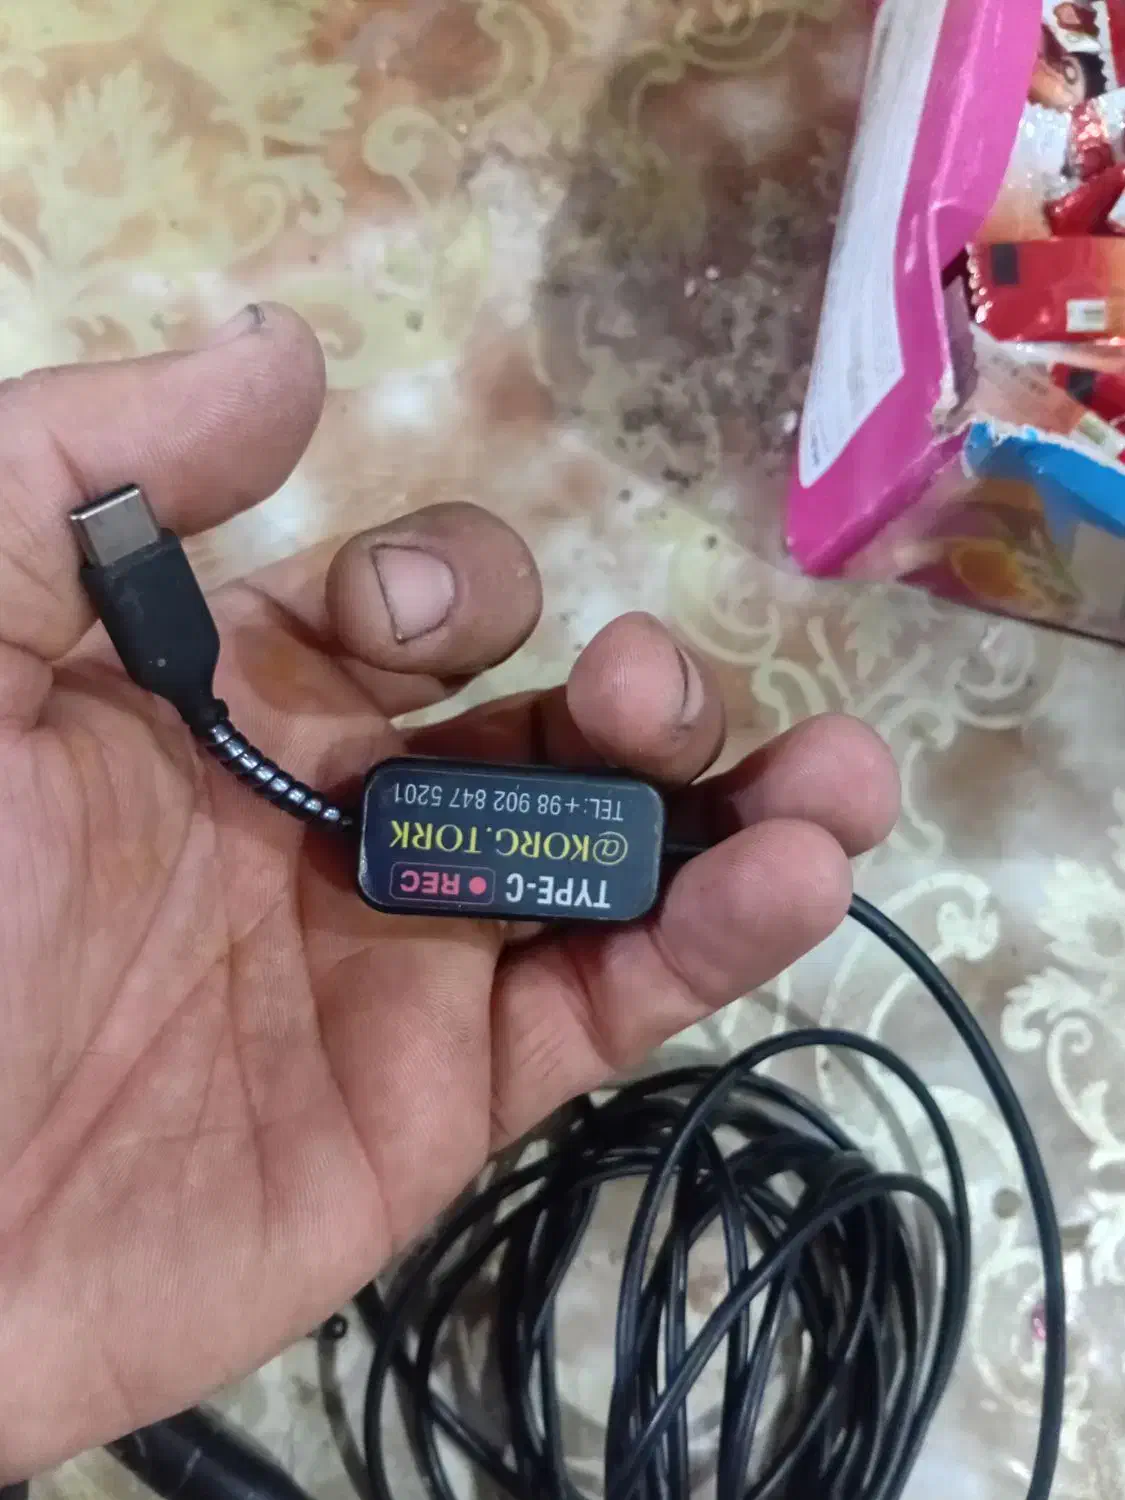 TYPE-C REC
@KORG.TORK
TEL:+98 902 847 5201